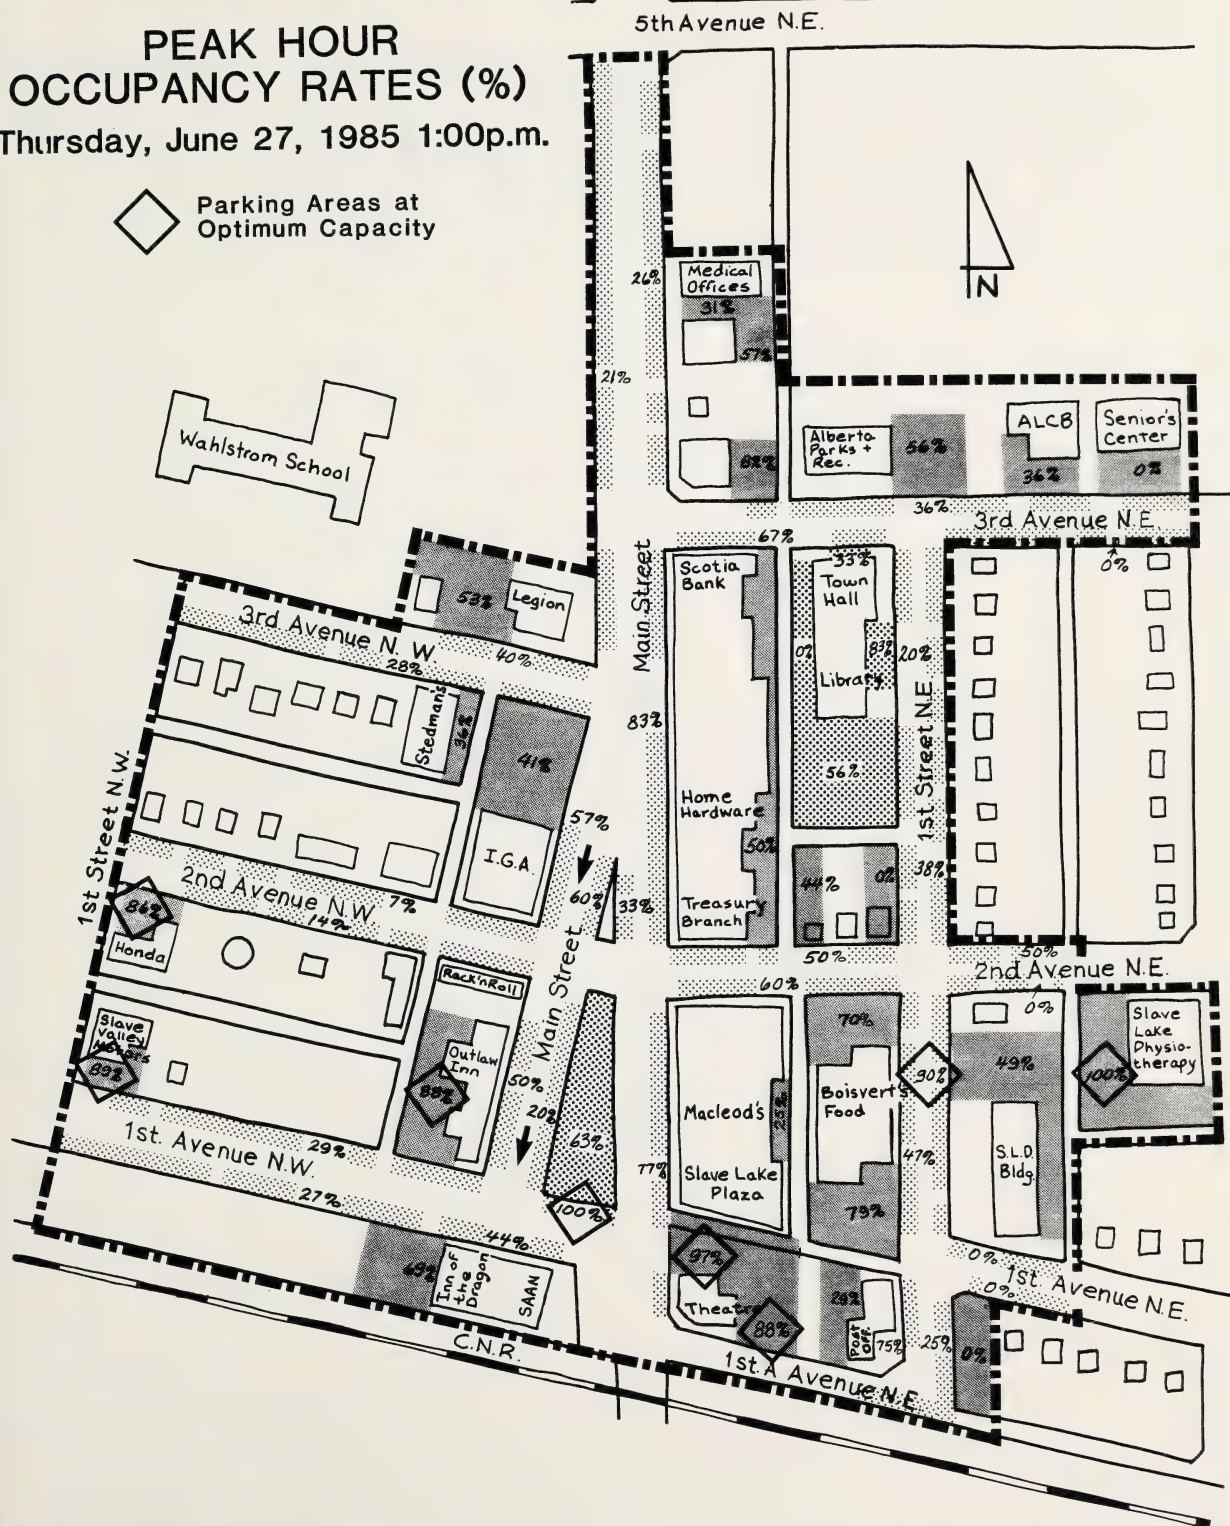 5th Avenue N.E.
PEAK HOUR
OCCUPANCY RATES (%)
Thursday, June 27, 1985 1:00p.m.
Parking Areas at
Optimum Capacity
N
Medical
Offices
26%
31%
57%
21%
Wahlstrom School
Alberta
Parks +
Rec.
56%
ALCB
36%
Senior's
Center
0%
82%
36%
3rd Avenue N.E.
67%
0%
Main Street
Scotia
Bank
33%
Town
Hall
53%
Legion
3rd Avenue N.W.
28%
40%
0%
83%
20%
Library
Stedman's
36%
41%
83%
56%
1st Street N.E.
1st Street N.W.
57%
Home
Hardware
50%
I.G.A.
2nd Avenue N.W.
7%
14%
60%
33%
44%
0%
38%
Treasury
Branch
86%
Honda
50%
50%
2nd Avenue N.E.
Rack'nRoll
Main Street
60%
0%
Slave
Valley
Motors
89%
Outlaw
Inn
88%
50%
20%
63%
70%
90%
49%
100%
Slave
Lake
Physio-
therapy
Macleod's
25%
Boisvert's
Food
1st. Avenue N.W.
29%
27%
77%
Slave Lake
Plaza
47%
S.L.D.
Bldg.
79%
100%
44%
69%
Inn of
the
Dragon
SAAN
97%
0%
1st. Avenue N.E.
0%
Theatre
88%
Post
Off.
75%
25%
0%
C.N.R.
1st. A Avenue N.E.